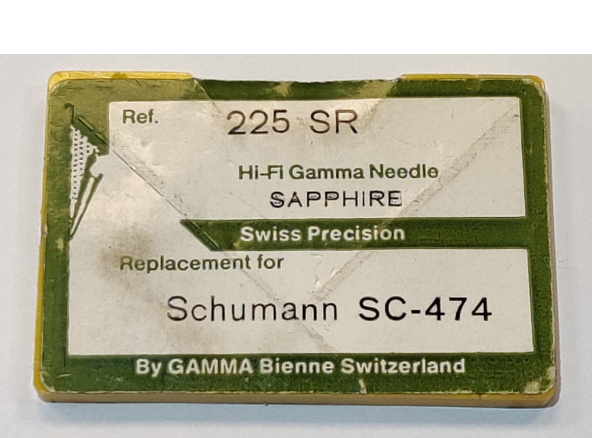 Ref. 225 SR
Hi-Fi Gamma Needle
SAPPHIRE
Swiss Precision
Replacement for
Schumann SC-474
By GAMMA Bienne Switzerland